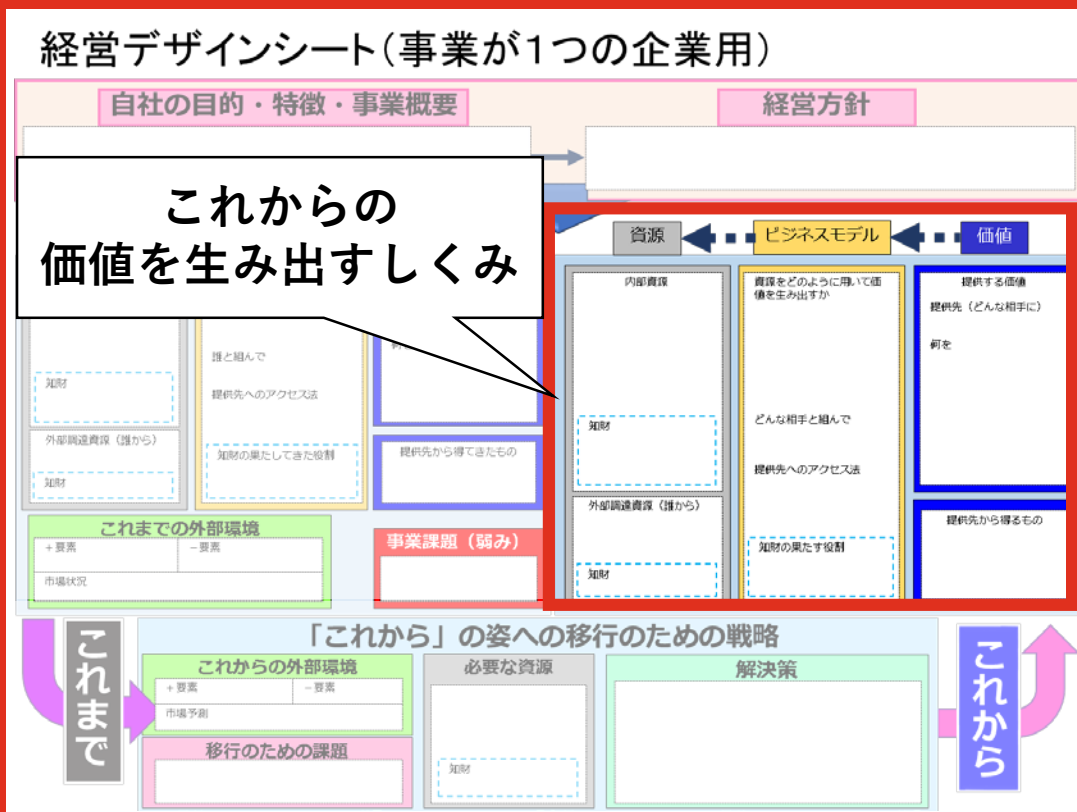 経営デザインシート(事業が1つの企業用)
自社の目的・特徴・事業概要
経営方針
これからの
価値を生み出すしくみ
資源
ビジネスモデル
価値
内部資源
知財
外部調達資源（誰から）
知財
資源をどのように用いて価
値を生み出すか
どんな相手と組んで
提供先へのアクセス法
知財の果たす役割
提供する価値
提供先（どんな相手に）
何を
提供先から得るもの
知財
外部調達資源（誰から）
知財
誰と組んで
提供先へのアクセス法
知財の果たしてきた役割
提供先から得てきたもの
これまでの外部環境
+要素
-要素
市場状況
事業課題（弱み）
これまで
「これから」の姿への移行のための戦略
これからの外部環境
+要素
-要素
市場予測
移行のための課題
必要な資源
知財
解決策
これから